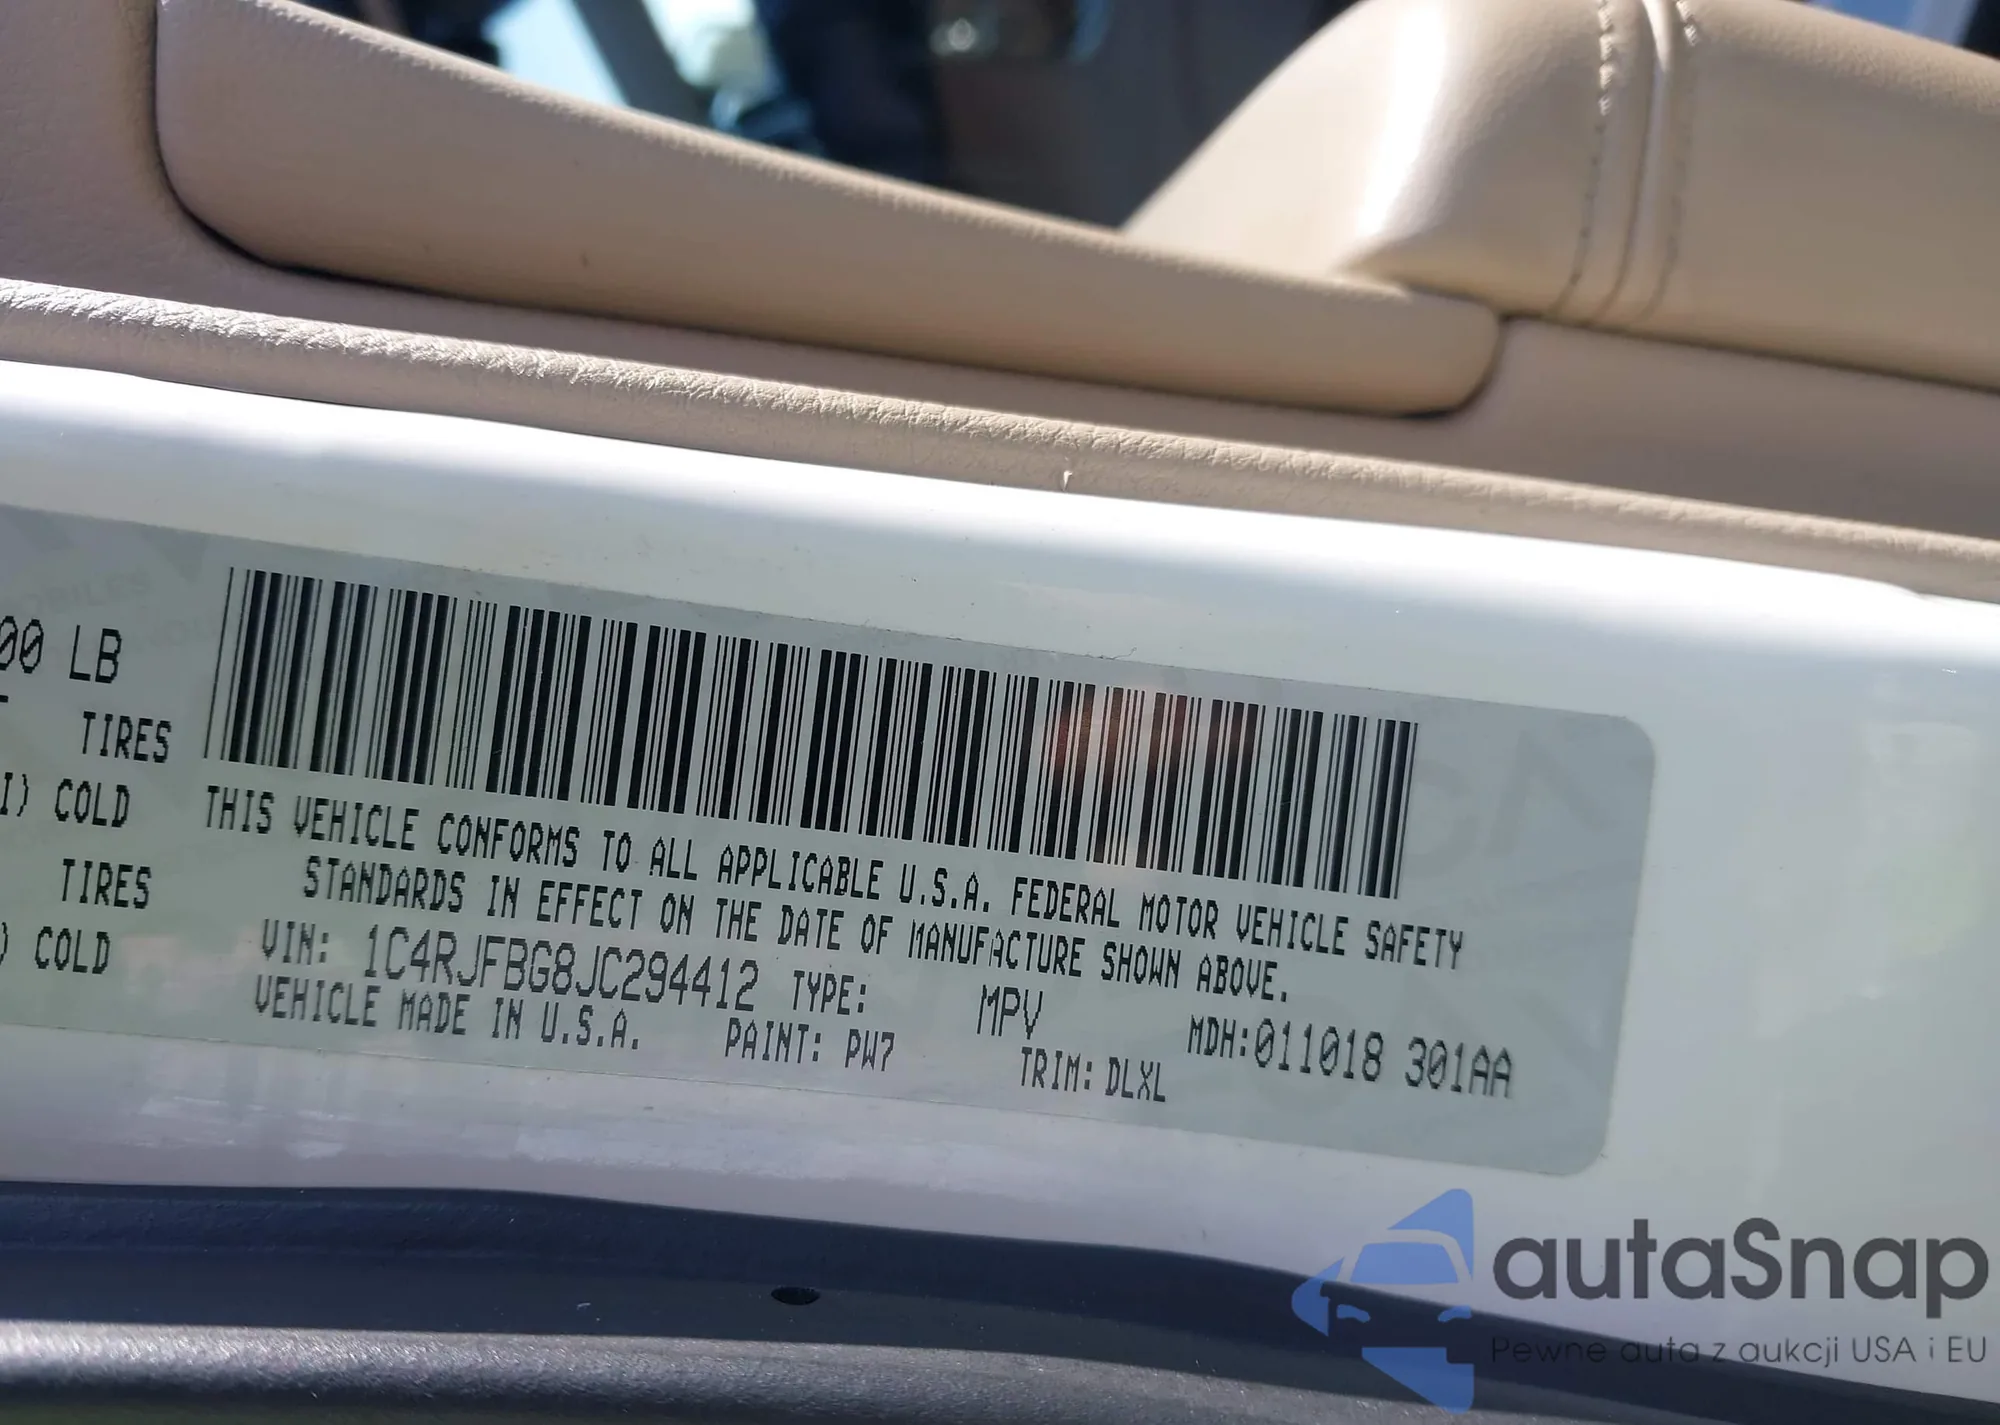 00 LB
TIRES
I) COLD
TIRES
) COLD
THIS VEHICLE CONFORMS TO ALL APPLICABLE U.S.A. FEDERAL MOTOR VEHICLE SAFETY
STANDARDS IN EFFECT ON THE DATE OF MANUFACTURE SHOWN ABOVE.
VIN: 1C4RJFBG8JC294412 TYPE: MPV MDH:011018 301AA
VEHICLE MADE IN U.S.A. PAINT: PW7 TRIM: DLXL
autaSnap
Pewne auta z aukcji USA i EU